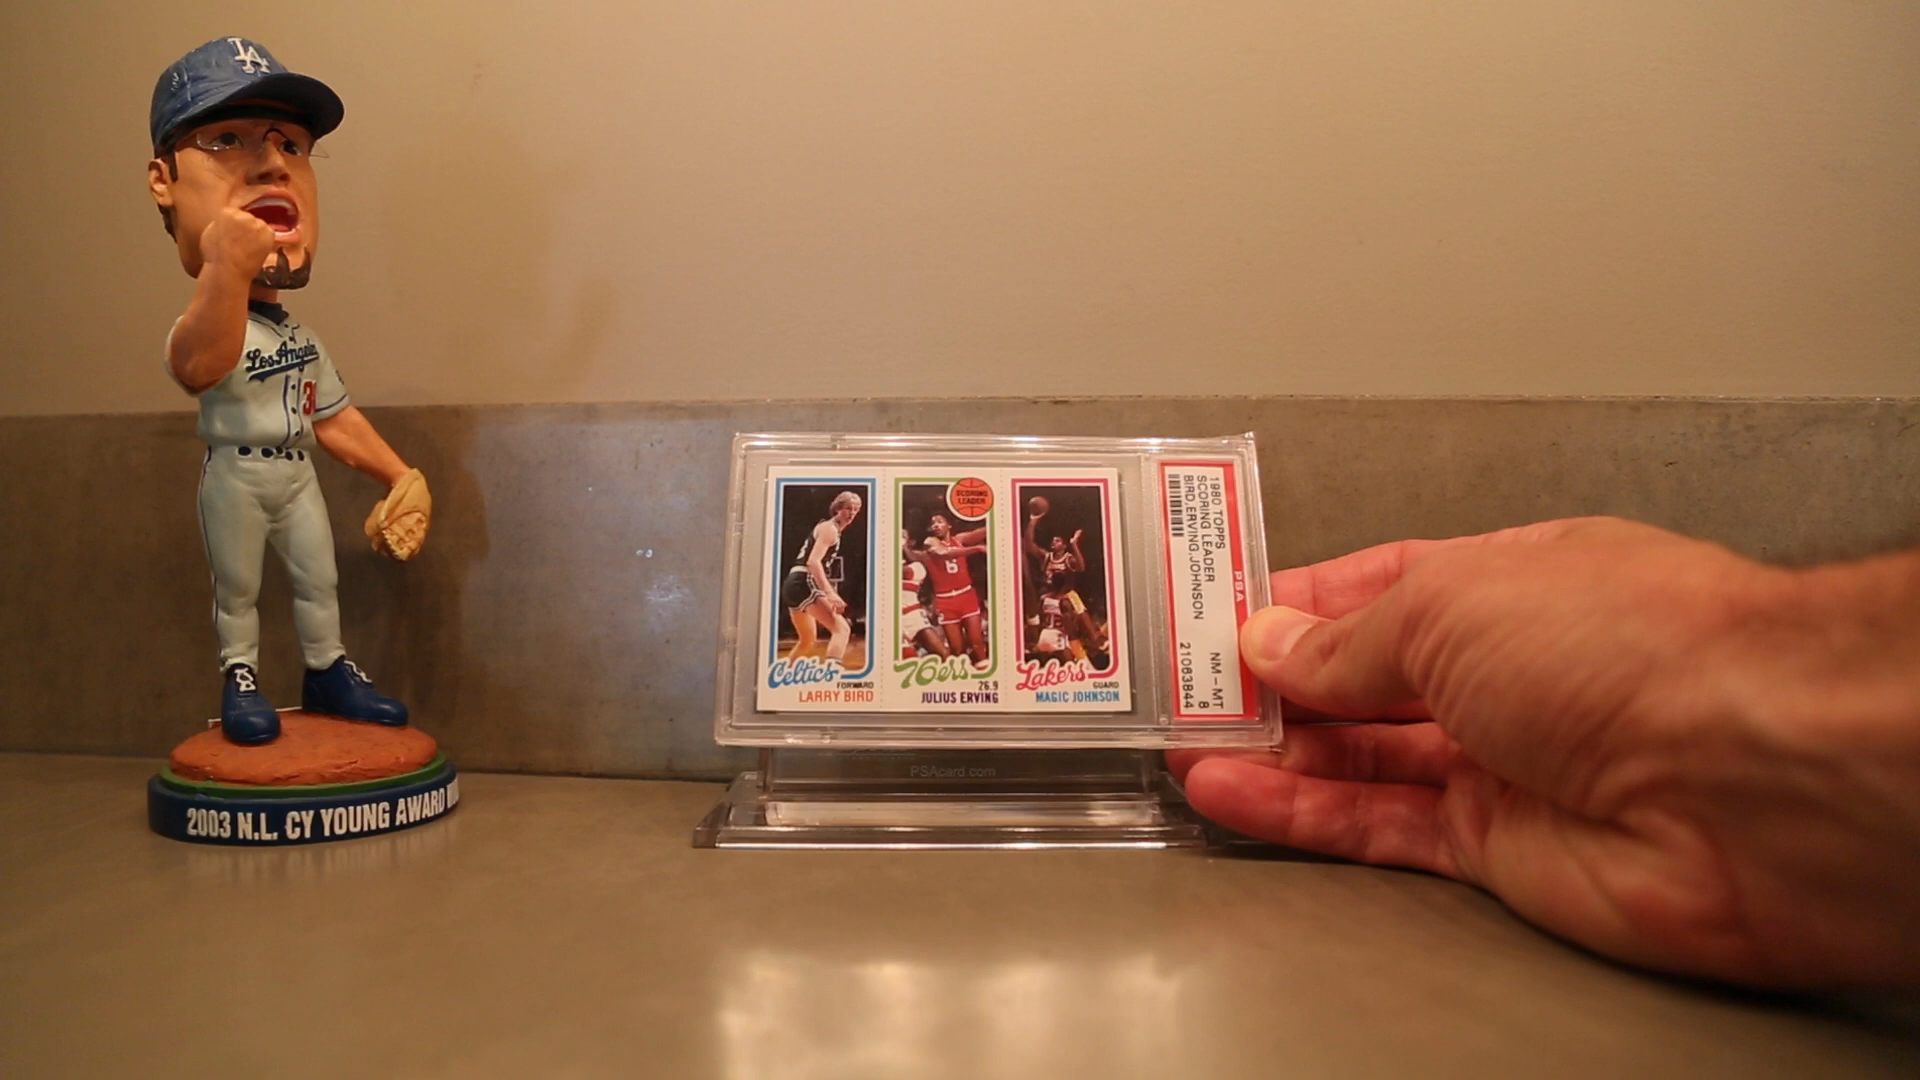 LA
Los Angeles
2003 N.L. CY YOUNG AWARD
SCORING
LEADER
Celtics
FORWARD
LARRY BIRD
76ers
26.9
JULIUS ERVING
Lakers
GUARD
MAGIC JOHNSON
1980 TOPPS
SCORING LEADER
BIRD,ERVING,JOHNSON
NM - MT
8
21063844
PSA
PSAcard.com